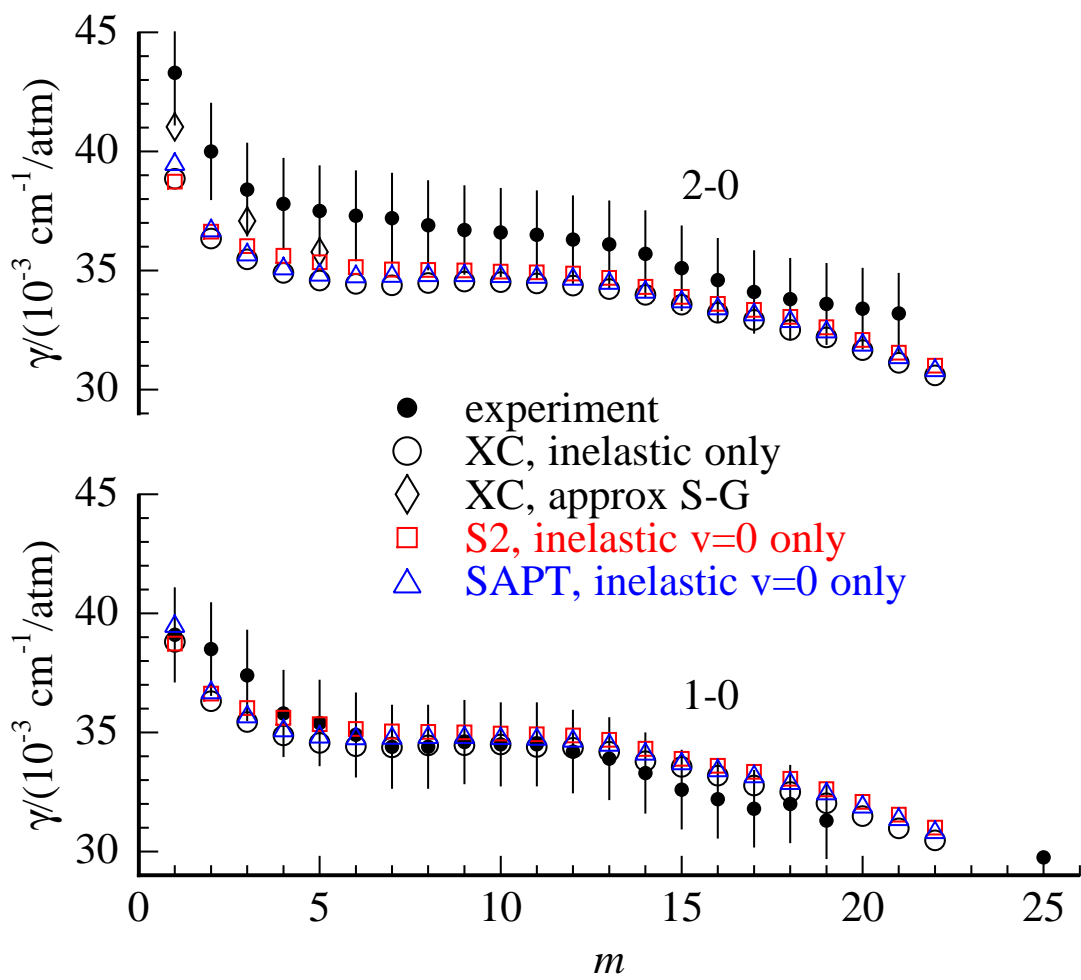 45
40
35
30
γ/(10⁻³ cm⁻¹/atm)
2-0
experiment
XC, inelastic only
XC, approx S-G
S2, inelastic v=0 only
SAPT, inelastic v=0 only
45
40
35
30
γ/(10⁻³ cm⁻¹/atm)
1-0
0 5 10 15 20 25
m